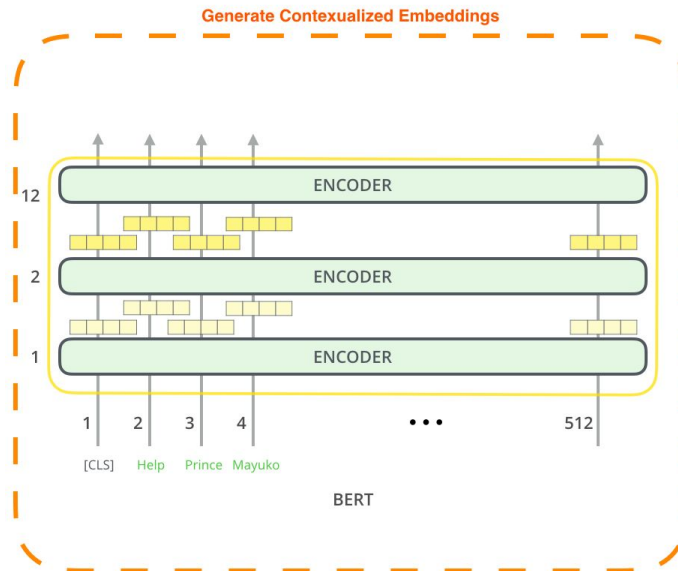 Generate Contexualized Embeddings
12 ENCODER
2 ENCODER
1 ENCODER
1 2 3 4 ••• 512
[CLS] Help Prince Mayuko
BERT